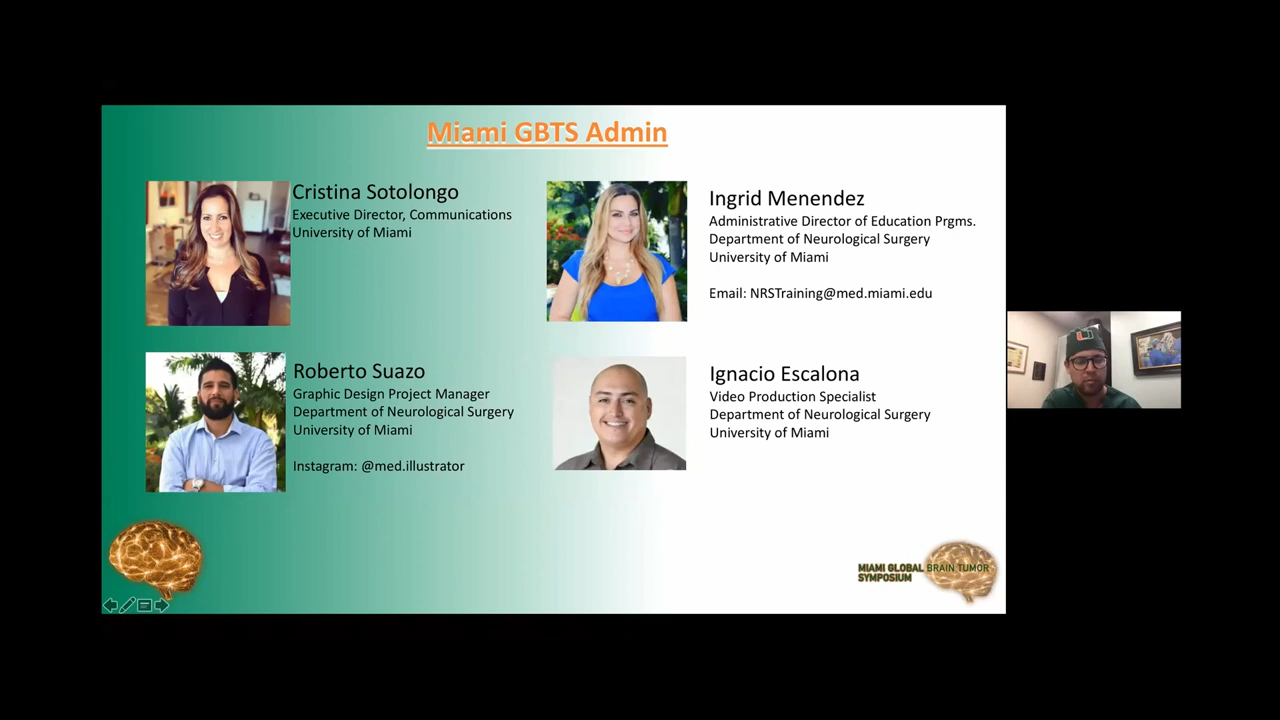 Miami GBTS Admin
Cristina Sotolongo
Executive Director, Communications
University of Miami
Ingrid Menendez
Administrative Director of Education Prgms.
Department of Neurological Surgery
University of Miami
Email: NRSTraining@med.miami.edu
Roberto Suazo
Graphic Design Project Manager
Department of Neurological Surgery
University of Miami
Instagram: @med.illustrator
Ignacio Escalona
Video Production Specialist
Department of Neurological Surgery
University of Miami
MIAMI GLOBAL BRAIN TUMOR
SYMPOSIUM